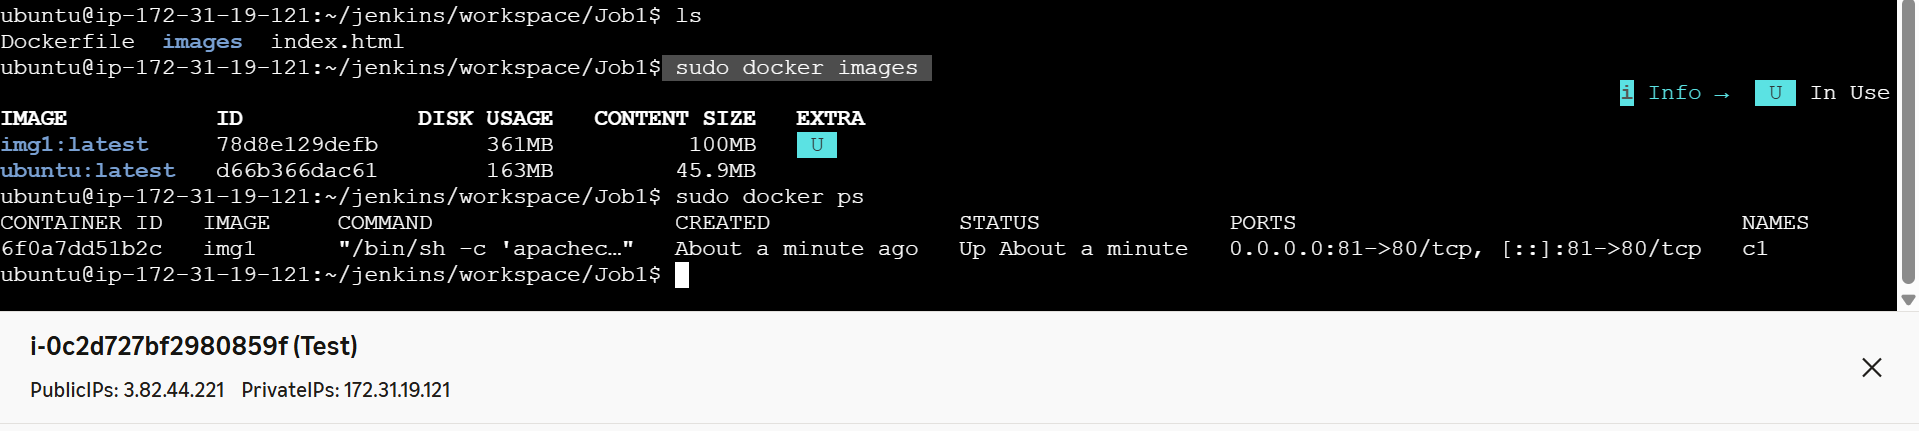 ubuntu@ip-172-31-19-121:~/jenkins/workspace/Job1$ ls
Dockerfile  images  index.html
ubuntu@ip-172-31-19-121:~/jenkins/workspace/Job1$ sudo docker images
i Info →  U  In Use
IMAGE           ID             DISK USAGE   CONTENT SIZE   EXTRA
img1:latest     78d8e129defb        361MB          100MB    U
ubuntu:latest   d66b366dac61        163MB         45.9MB
ubuntu@ip-172-31-19-121:~/jenkins/workspace/Job1$ sudo docker ps
CONTAINER ID   IMAGE     COMMAND                  CREATED              STATUS              PORTS                                 NAMES
6f0a7dd51b2c   img1      "/bin/sh -c 'apachec…"   About a minute ago   Up About a minute   0.0.0.0:81->80/tcp, [::]:81->80/tcp   c1
ubuntu@ip-172-31-19-121:~/jenkins/workspace/Job1$
i-0c2d727bf2980859f (Test)
PublicIPs: 3.82.44.221   PrivateIPs: 172.31.19.121